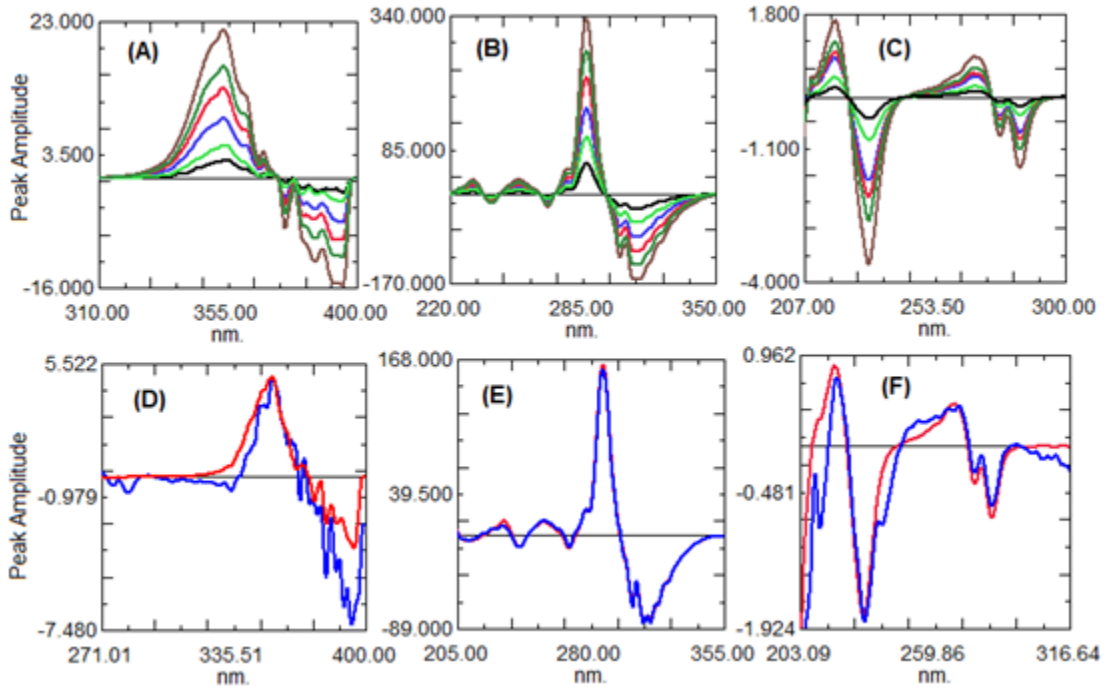 23.000
(A)
3.500
-16.000
310.00 355.00 400.00
nm.
Peak Amplitude
340.000
(B)
85.000
-170.000
220.00 285.00 350.00
nm.
1.800
(C)
-1.100
-4.000
207.00 253.50 300.00
nm.
5.522
(D)
-0.979
-7.480
271.01 335.51 400.00
nm.
Peak Amplitude
168.000
(E)
39.500
-89.000
205.00 280.00 355.00
nm.
0.962
(F)
-0.481
-1.924
203.09 259.86 316.64
nm.